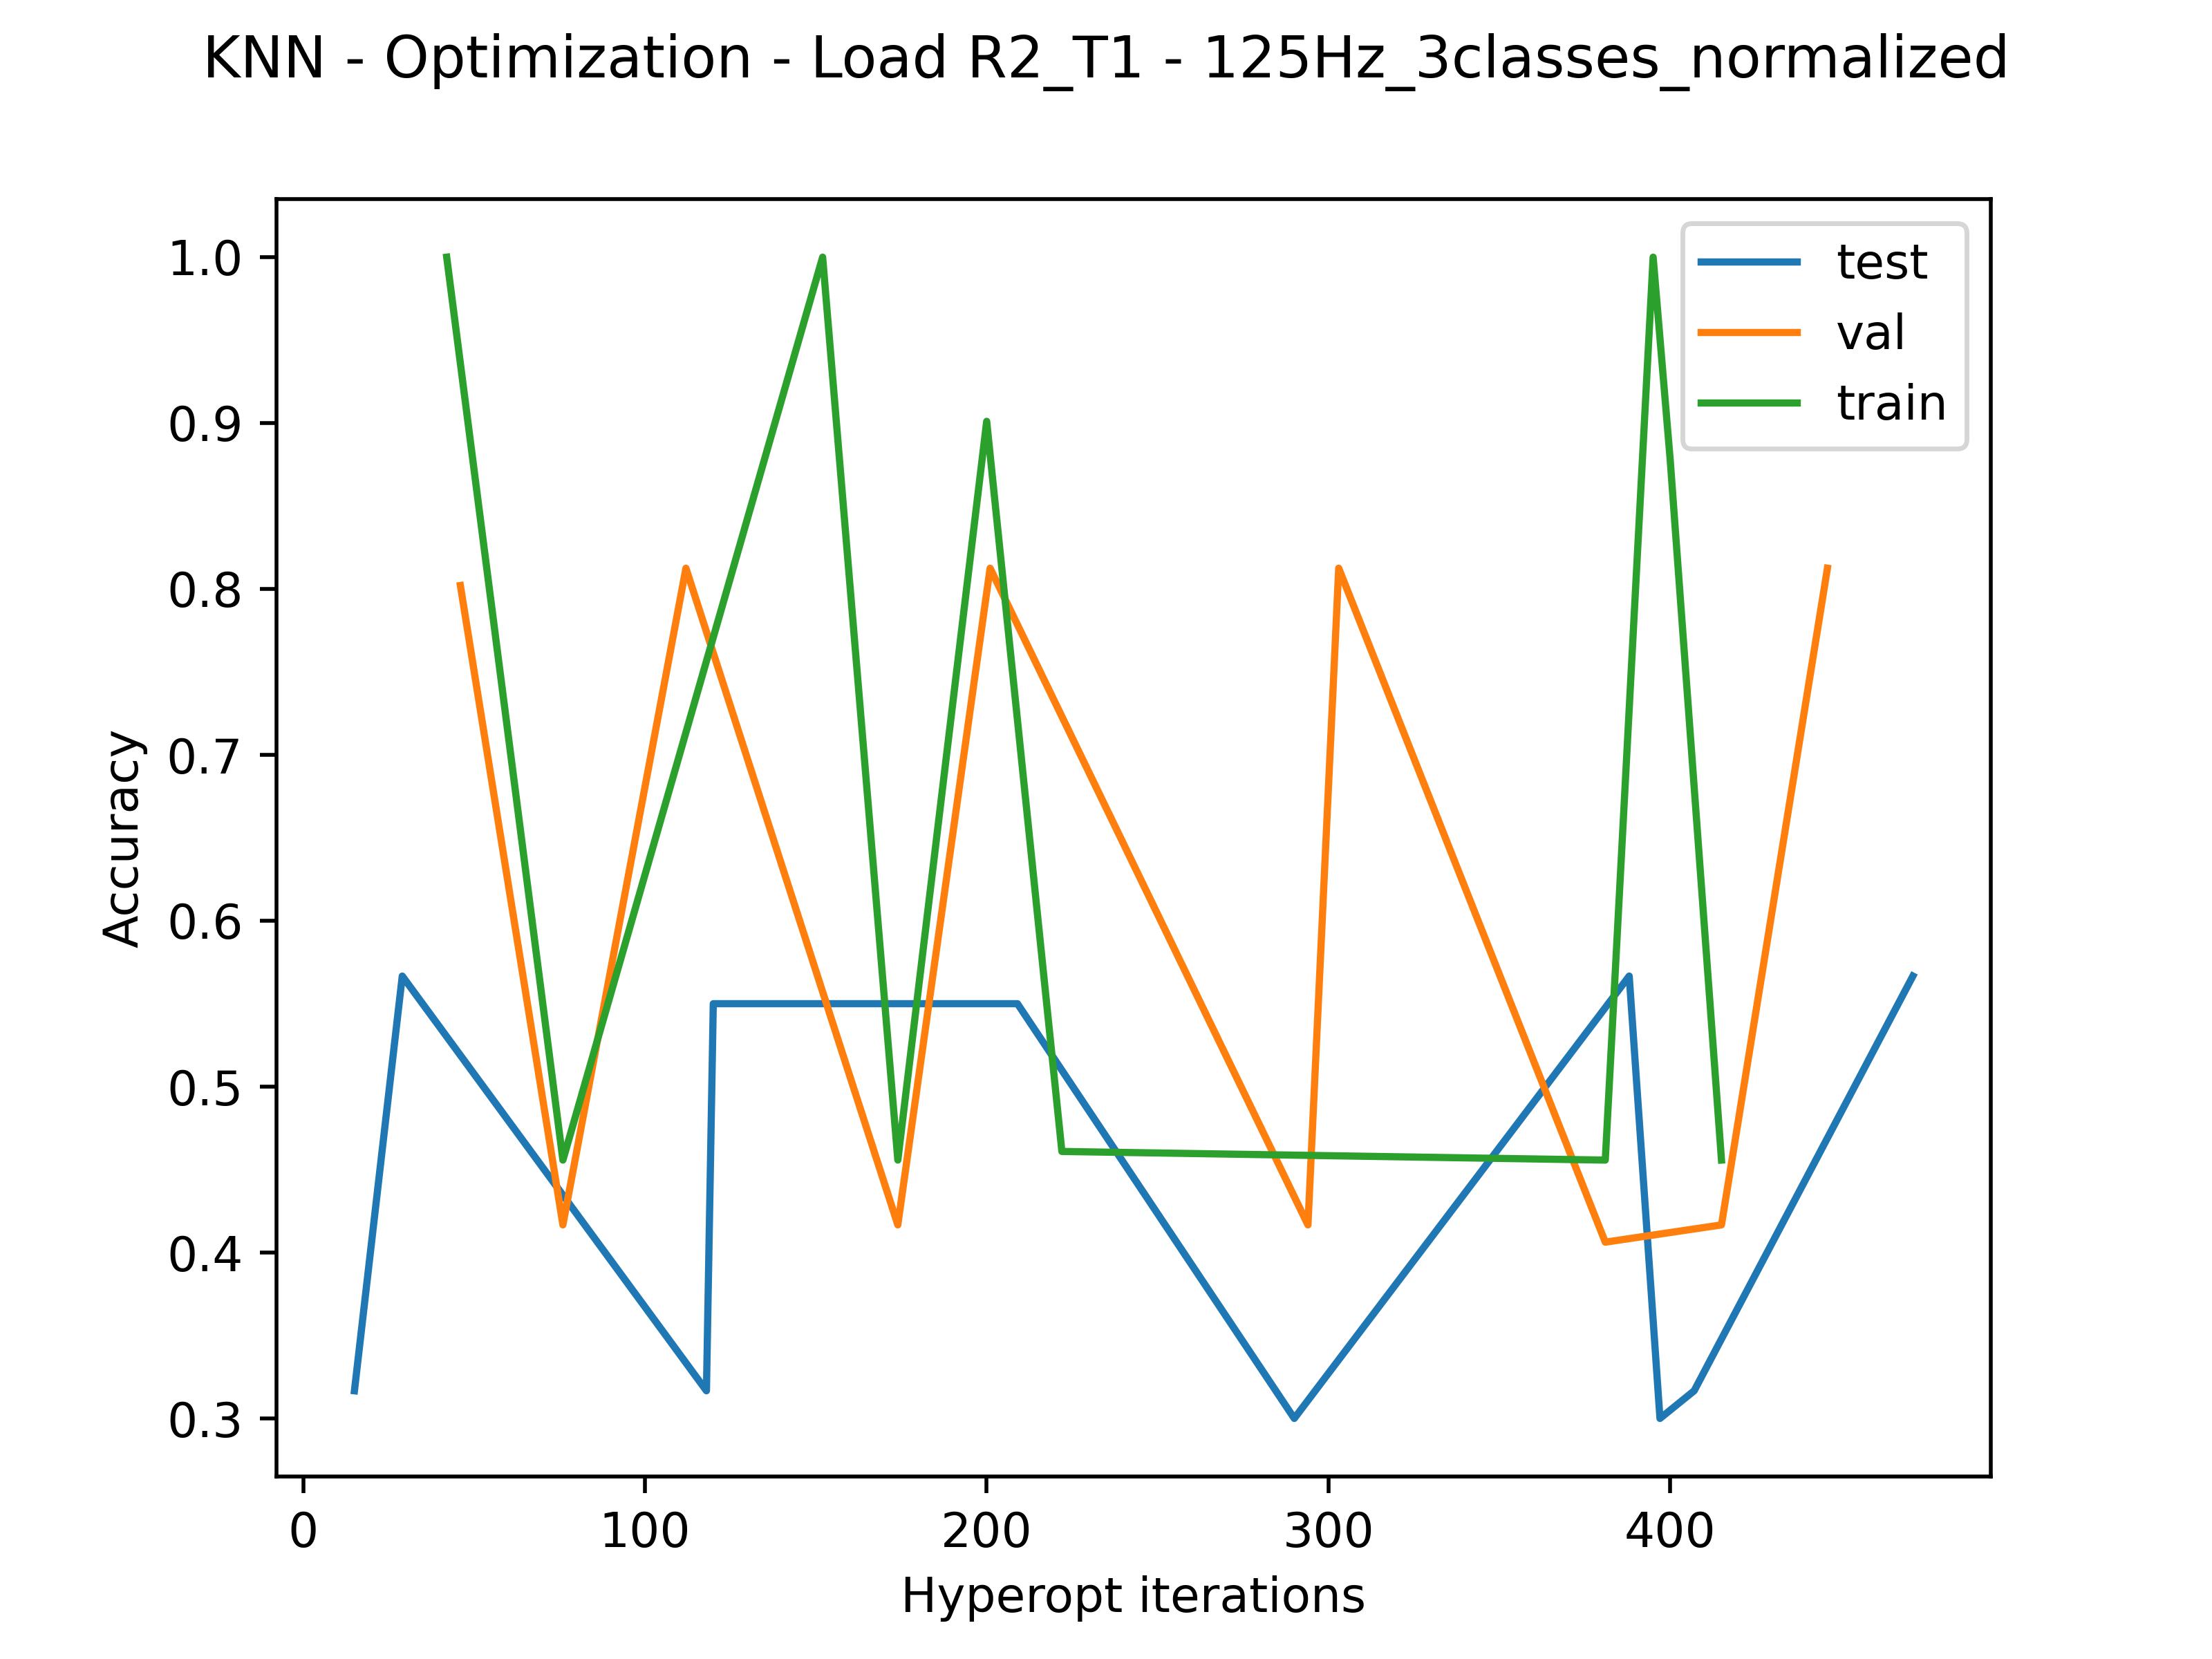 KNN - Optimization - Load R2_T1 - 125Hz_3classes_normalized
test
val
train
1.0
0.9
0.8
0.7
0.6
0.5
0.4
0.3
Accuracy
0 100 200 300 400
Hyperopt iterations